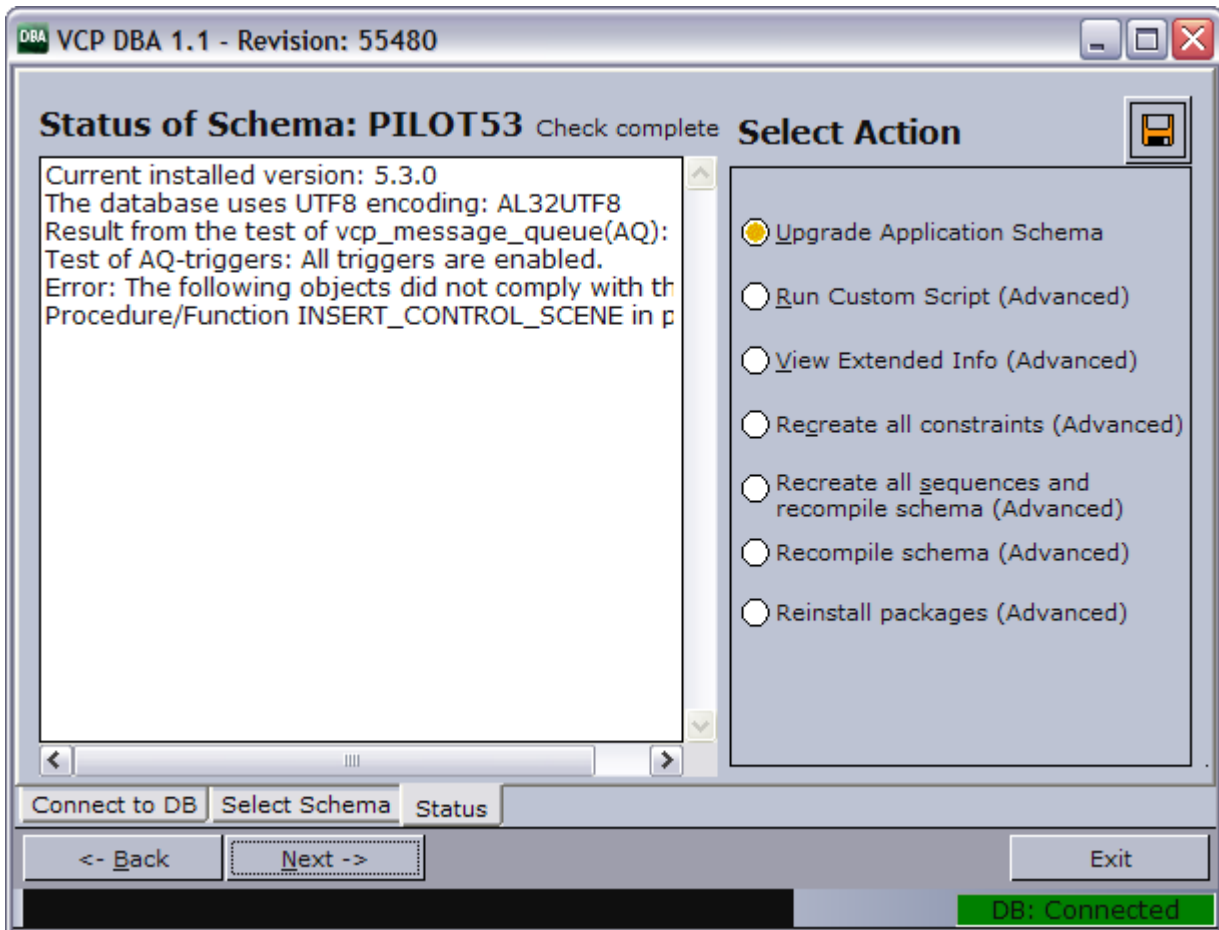 DBA VCP DBA 1.1 - Revision: 55480
Status of Schema: PILOT53 Check complete
Current installed version: 5.3.0
The database uses UTF8 encoding: AL32UTF8
Result from the test of vcp_message_queue(AQ):
Test of AQ-triggers: All triggers are enabled.
Error: The following objects did not comply with th
Procedure/Function INSERT_CONTROL_SCENE in p
Select Action
Upgrade Application Schema
Run Custom Script (Advanced)
View Extended Info (Advanced)
Recreate all constraints (Advanced)
Recreate all sequences and
recompile schema (Advanced)
Recompile schema (Advanced)
Reinstall packages (Advanced)
Connect to DB Select Schema Status
<- Back Next -> Exit
DB: Connected